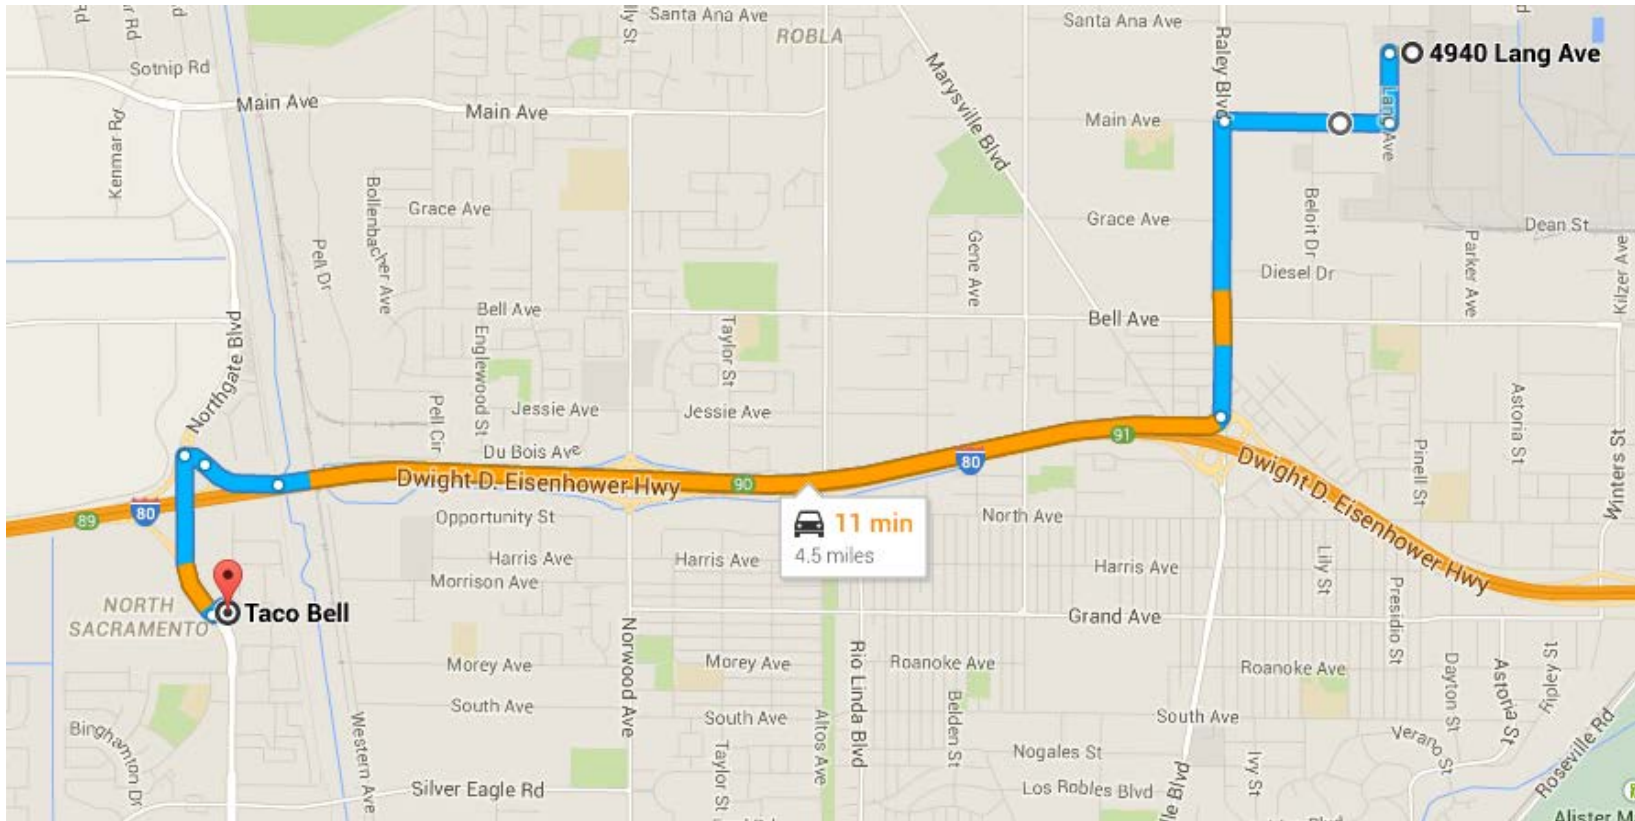 Rd
r Rd
d
lly St
Santa Ana Ave
ROBLA
Santa Ana Ave
Raley Blvd
4940 Lang Ave
Sotnip Rd
Main Ave
Main Ave
Marysville Blvd
Main Ave
Lang Ave
Kenmar Rd
Bollenbacher Ave
Grace Ave
Grace Ave
Beloit Dr
Dean St
Pell Dr
Gene Ave
Diesel Dr
Parker Ave
Kilzer Ave
Northgate Blvd
Bell Ave
Bell Ave
Englewood St
Taylor St
Pell Cir
Jessie Ave
Jessie Ave
Astoria St
Du Bois Ave
91
80
Pinell St
Winters St
Dwight D. Eisenhower Hwy
90
Dwight D. Eisenhower Hwy
89
80
Opportunity St
11 min
4.5 miles
North Ave
Harris Ave
Harris Ave
Harris Ave
Lily St
Morrison Ave
Presidio St
NORTH
SACRAMENTO
Taco Bell
Grand Ave
Norwood Ave
Rio Linda Blvd
Morey Ave
Morey Ave
Roanoke Ave
Roanoke Ave
Dayton St
Astoria St
Ripley St
South Ave
South Ave
Belden St
South Ave
Binghamton Dr
Western Ave
Taylor St
Altos Ave
Nogales St
Ivy St
Verano St
Roseville Rd
Silver Eagle Rd
Los Robles Blvd
lle Blvd
Alister M